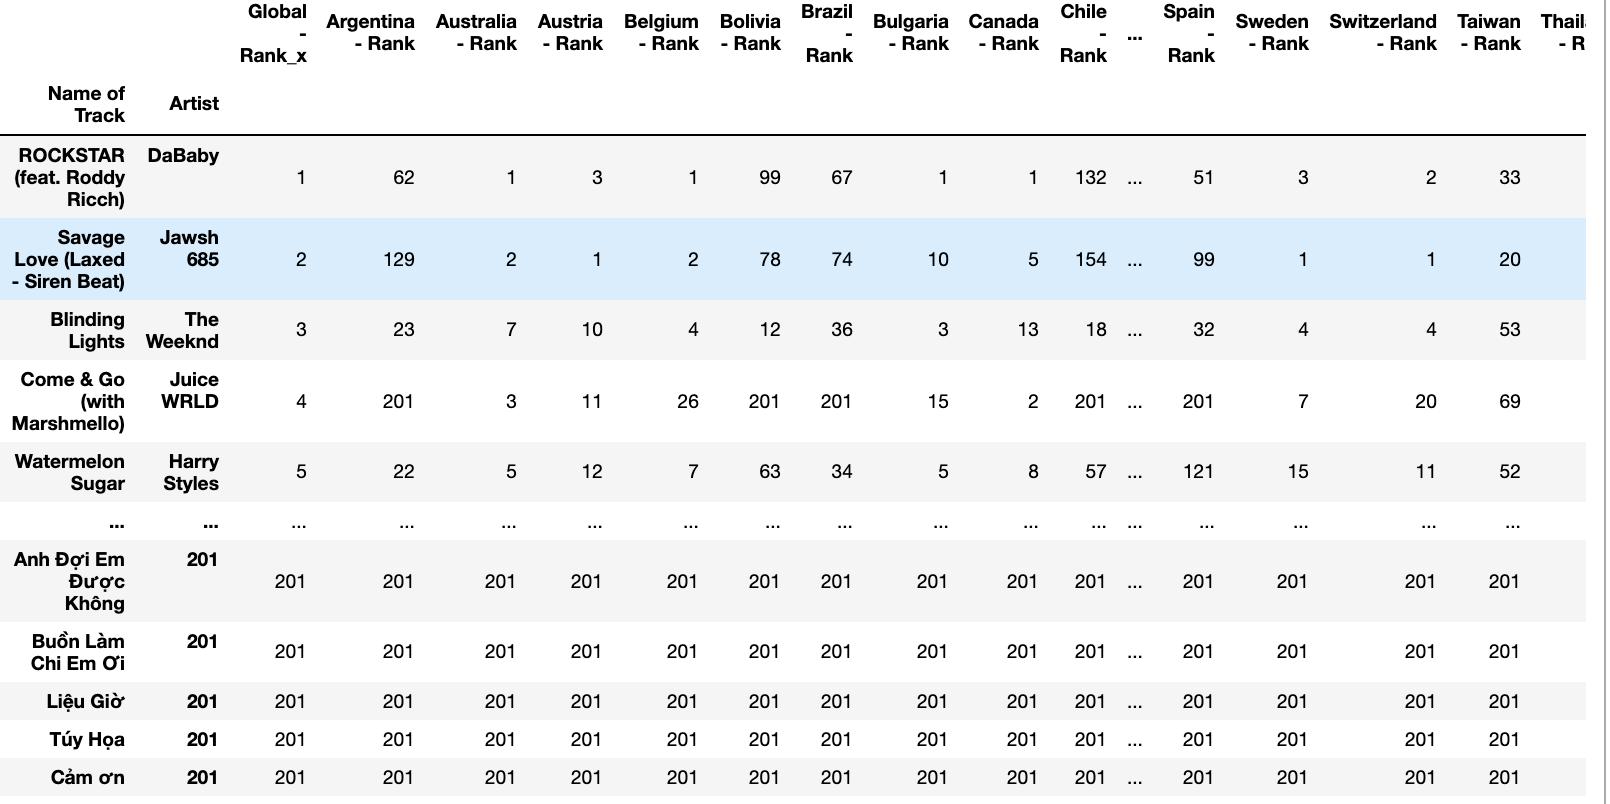 Global - Rank_x Argentina - Rank Australia - Rank Austria - Rank Belgium - Rank Bolivia - Rank Brazil - Rank Bulgaria - Rank Canada - Rank Chile - Rank ... Spain - Rank Sweden - Rank Switzerland - Rank Taiwan - Rank
Name of Track Artist
ROCKSTAR (feat. Roddy Ricch) DaBaby 1 62 1 3 1 99 67 1 1 132 ... 51 3 2 33
Savage Love (Laxed - Siren Beat) Jawsh 685 2 129 2 1 2 78 74 10 5 154 ... 99 1 1 20
Blinding Lights The Weeknd 3 23 7 10 4 12 36 3 13 18 ... 32 4 4 53
Come & Go (with Marshmello) Juice WRLD 4 201 3 11 26 201 201 15 2 201 ... 201 7 20 69
Watermelon Sugar Harry Styles 5 22 5 12 7 63 34 5 8 57 ... 121 15 11 52
... ... ... ... ... ... ... ... ... ... ... ... ... ... ... ... ...
Anh Đợi Em Được Không 201 201 201 201 201 201 201 201 201 201 201 ... 201 201 201 201
Buồn Làm Chi Em Ơi 201 201 201 201 201 201 201 201 201 201 201 ... 201 201 201 201
Liệu Giờ 201 201 201 201 201 201 201 201 201 201 201 ... 201 201 201 201
Túy Họa 201 201 201 201 201 201 201 201 201 201 201 ... 201 201 201 201
Cảm ơn 201 201 201 201 201 201 201 201 201 201 201 ... 201 201 201 201